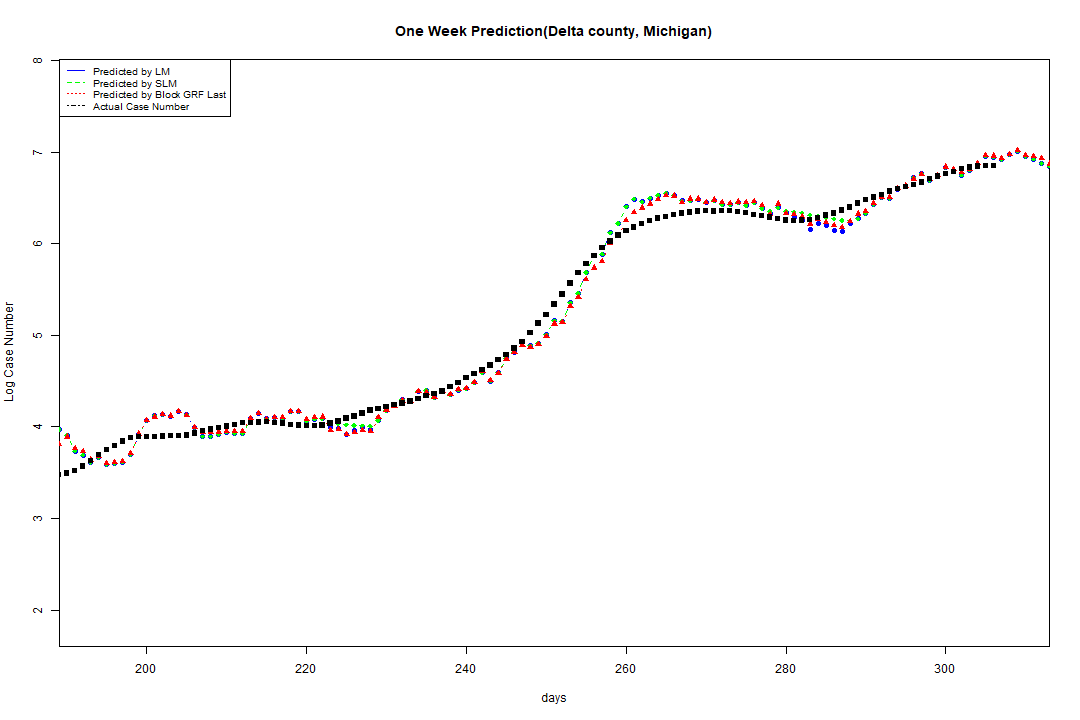 One Week Prediction(Delta county, Michigan)
Predicted by LM
Predicted by SLM
Predicted by Block GRF Last
Actual Case Number
8
7
6
5
4
3
2
Log Case Number
200 220 240 260 280 300
days